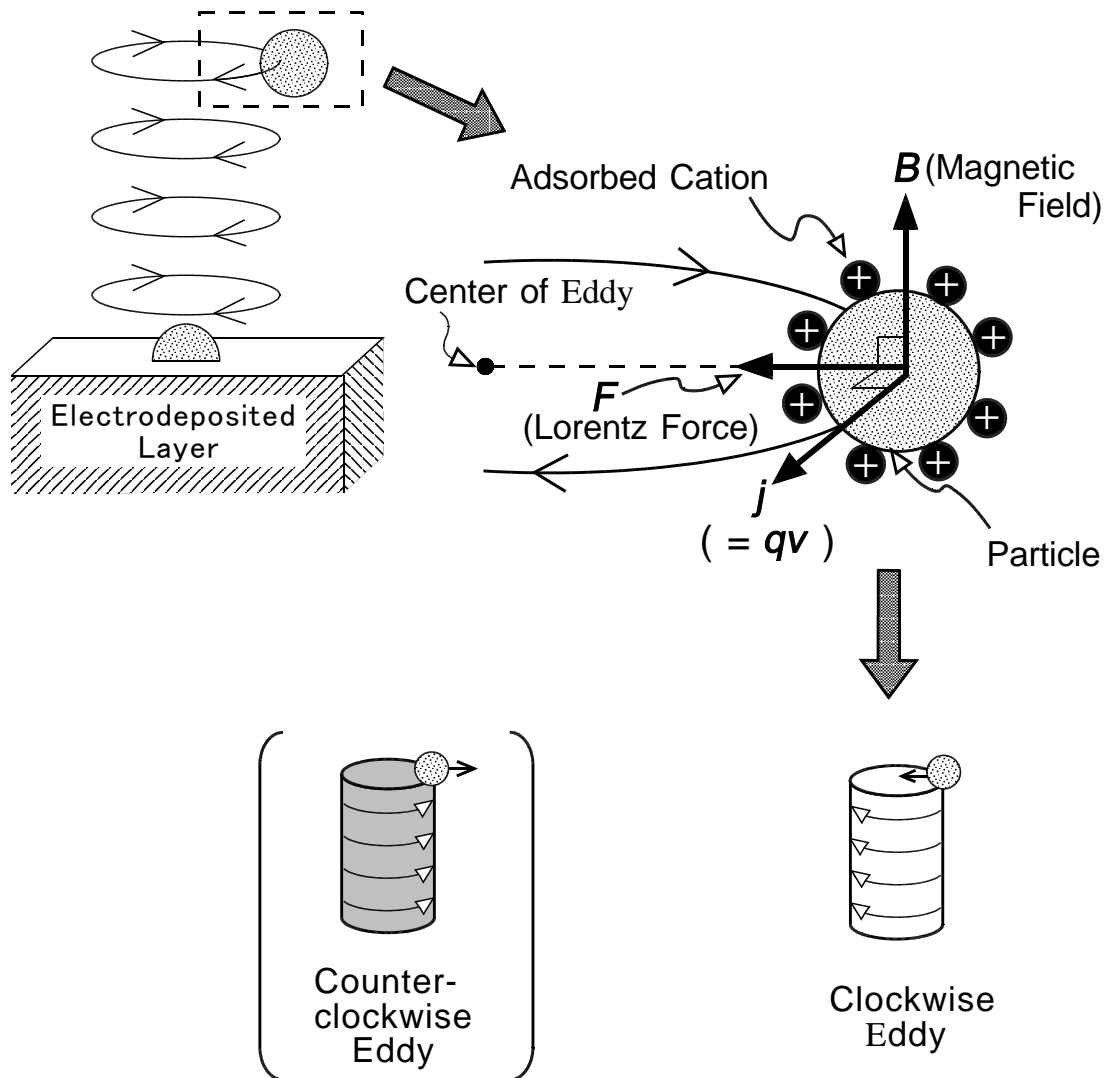 Adsorbed Cation
B (Magnetic
Field)
Center of Eddy
F
(Lorentz Force)
Electrodeposited
Layer
j
( = qv )
Particle
+
+
+
+
+
+
+
+
Counter-
clockwise
Eddy
Clockwise
Eddy